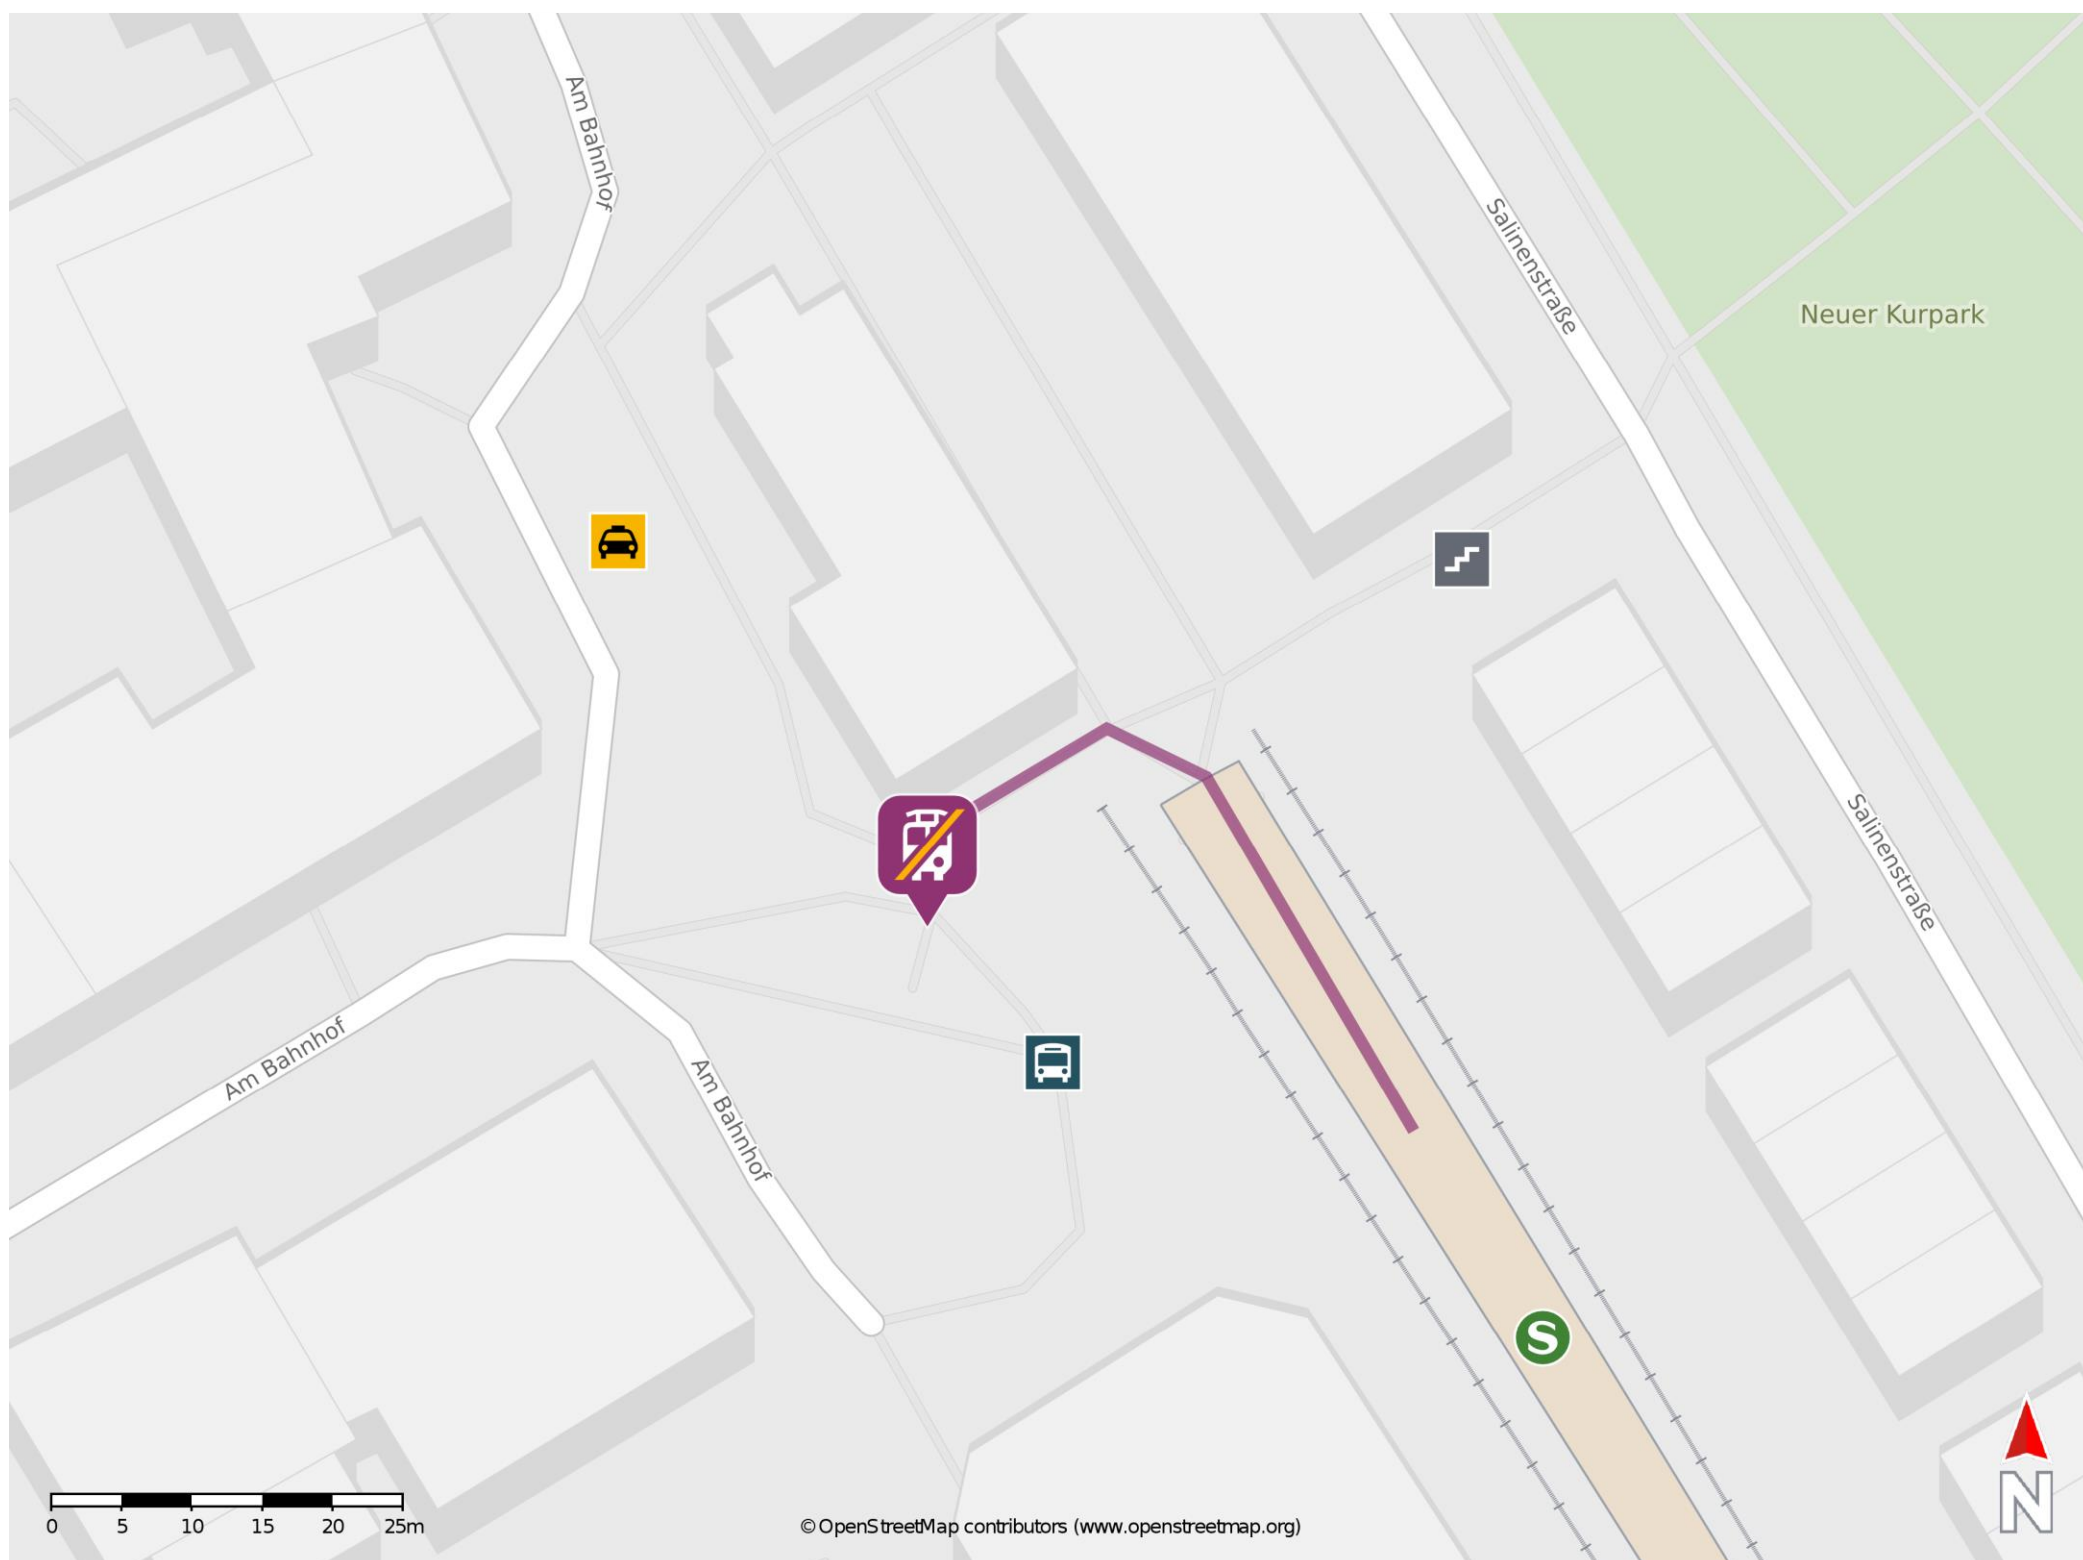 Am Bahnhof
Salinenstraße
Neuer Kurpark
Salinenstraße
Am Bahnhof
Am Bahnhof
S
0 5 10 15 20 25m
© OpenStreetMap contributors (www.openstreetmap.org)
N